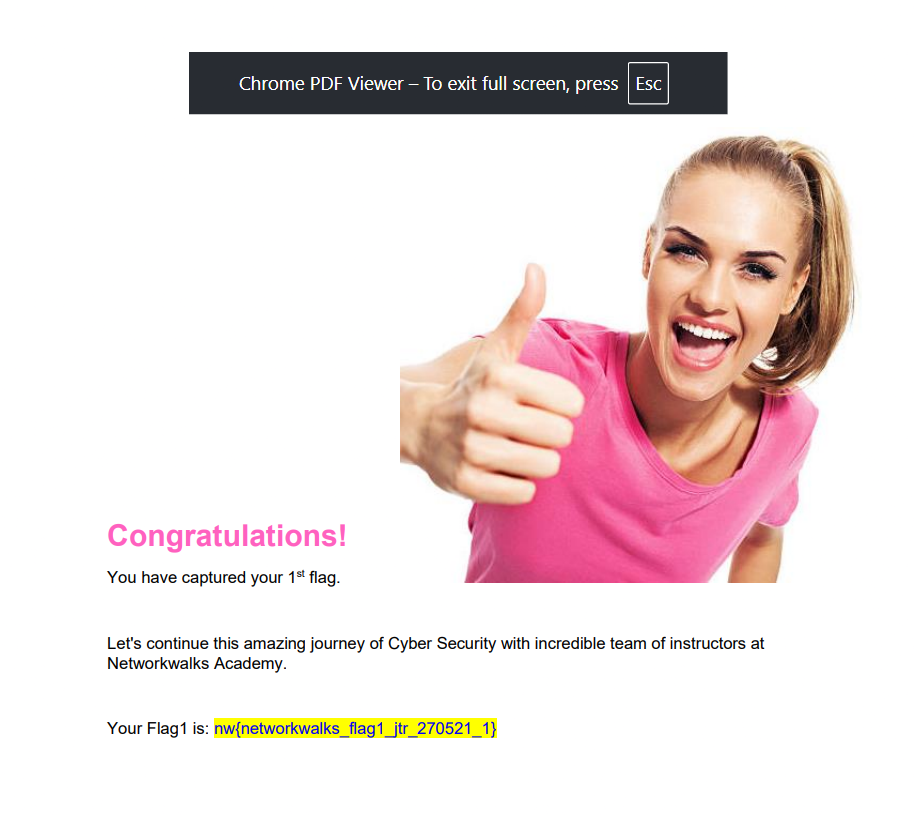 Chrome PDF Viewer – To exit full screen, press Esc
Congratulations!
You have captured your 1st flag.
Let's continue this amazing journey of Cyber Security with incredible team of instructors at
Networkwalks Academy.
Your Flag1 is: nw{networkwalks_flag1_jtr_270521_1}